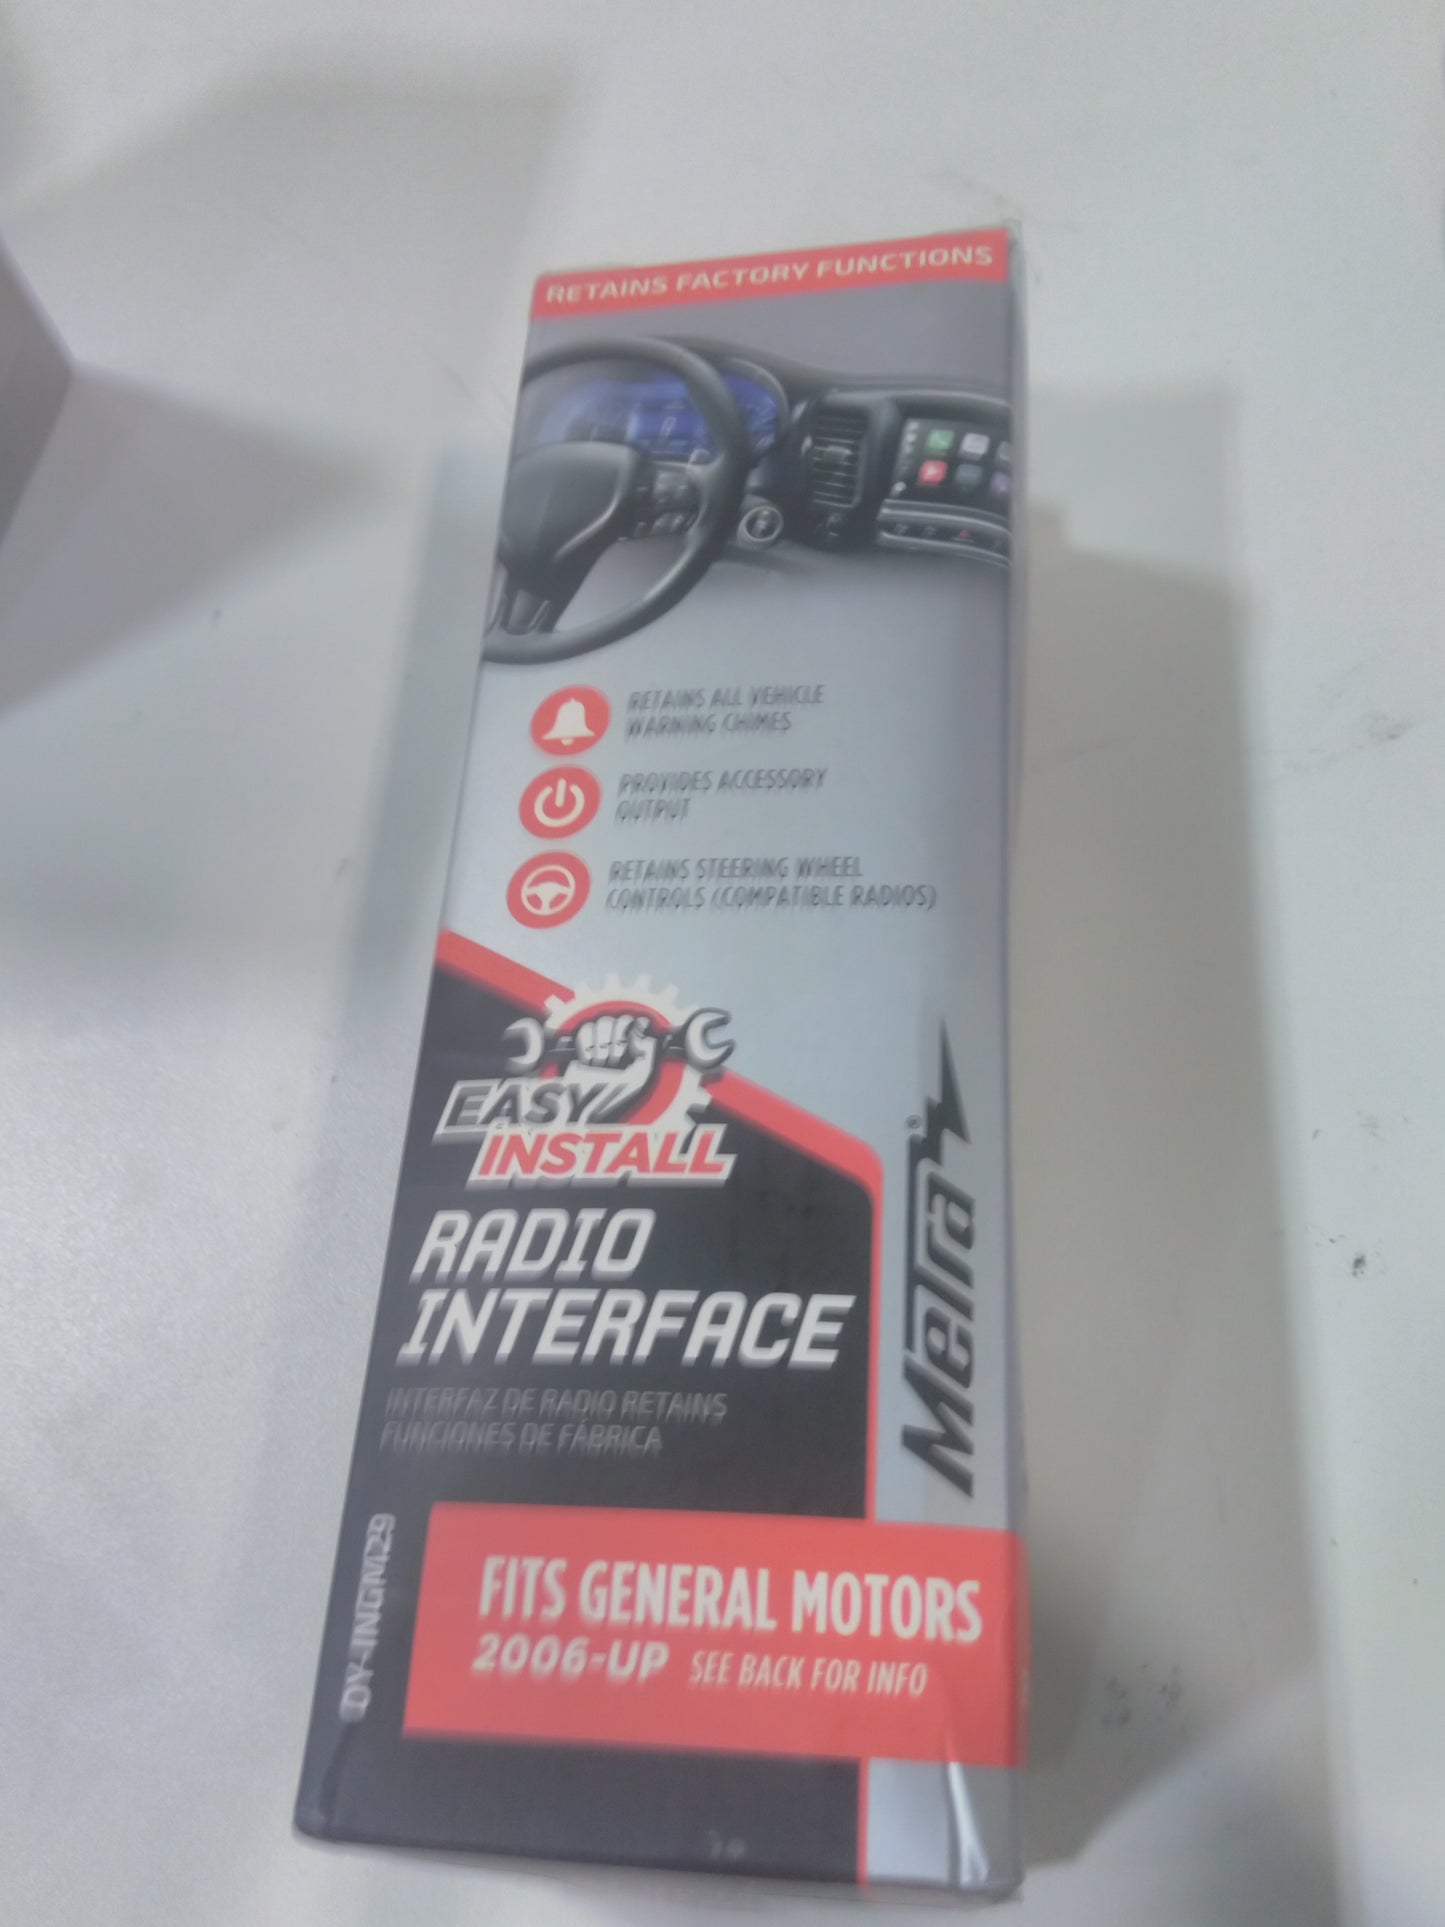 RETAINS FACTORY FUNCTIONS
RETAINS ALL VEHICLE
WARNING CHIMES
PROVIDES ACCESSORY
OUTPUT
RETAINS STEERING WHEEL
CONTROLS (COMPATIBLE RADIOS)
EASY
INSTALL
Metra®
RADIO
INTERFACE
INTERFAZ DE RADIO RETAINS
FUNCIONES DE FÁBRICA
DY-INGM29
FITS GENERAL MOTORS
2006-UP SEE BACK FOR INFO